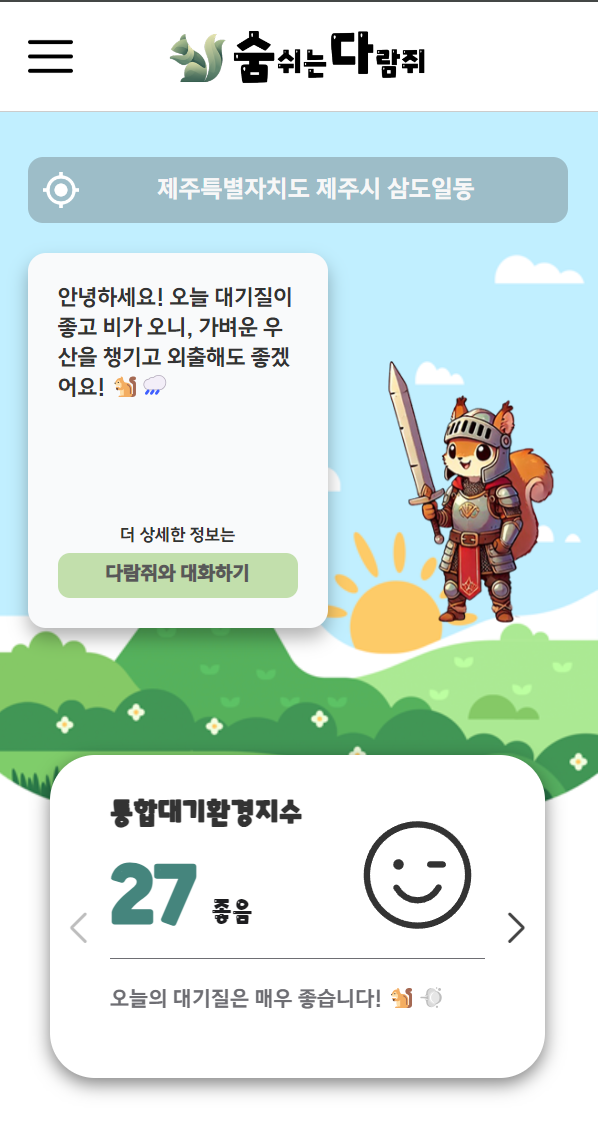 숨쉬는다람쥐
제주특별자치도 제주시 삼도일동
안녕하세요! 오늘 대기질이
좋고 비가 오니, 가벼운 우
산을 챙기고 외출해도 좋겠
어요! 🐿️ 🌧️
더 상세한 정보는
다람쥐와 대화하기
통합대기환경지수
27 좋음
오늘의 대기질은 매우 좋습니다! 🐿️ 💨